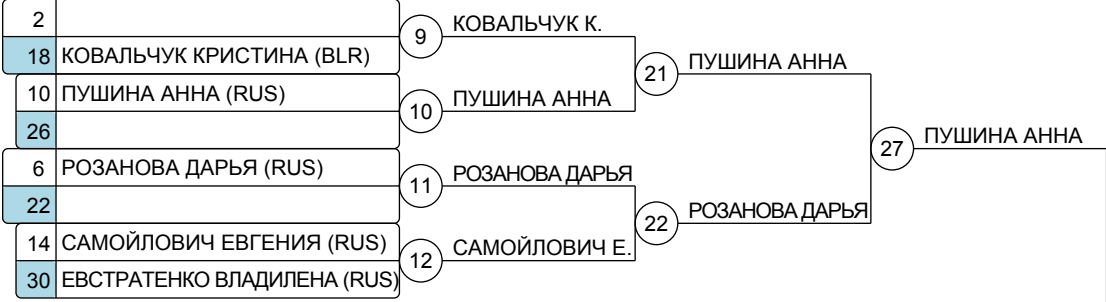 2
18 КОВАЛЬЧУК КРИСТИНА (BLR)
9 КОВАЛЬЧУК К.
10 ПУШИНА АННА (RUS)
26
10 ПУШИНА АННА
21 ПУШИНА АННА
6 РОЗАНОВА ДАРЬЯ (RUS)
22
11 РОЗАНОВА ДАРЬЯ
14 САМОЙЛОВИЧ ЕВГЕНИЯ (RUS)
30 ЕВСТРАТЕНКО ВЛАДИЛЕНА (RUS)
12 САМОЙЛОВИЧ Е.
22 РОЗАНОВА ДАРЬЯ
27 ПУШИНА АННА